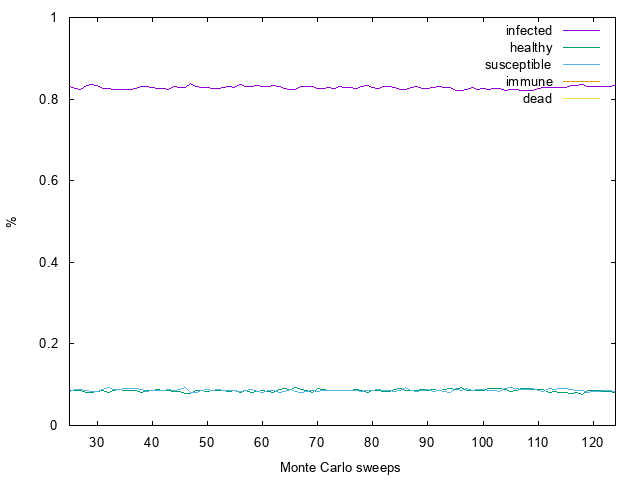 1
0.8
0.6
0.4
0.2
0
%
infected
healthy
susceptible
immune
dead
30 40 50 60 70 80 90 100 110 120
Monte Carlo sweeps